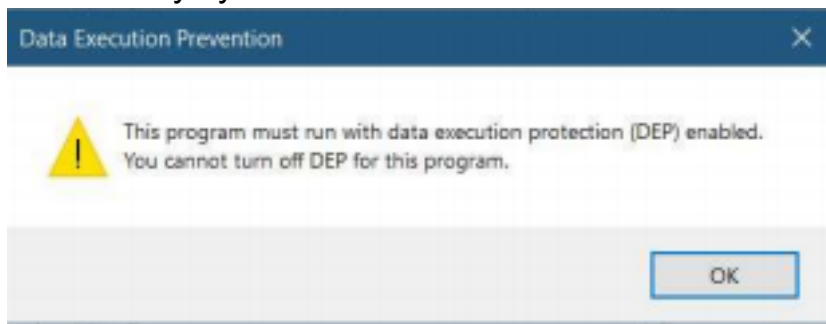 Data Execution Prevention
This program must run with data execution protection (DEP) enabled.
You cannot turn off DEP for this program.
OK